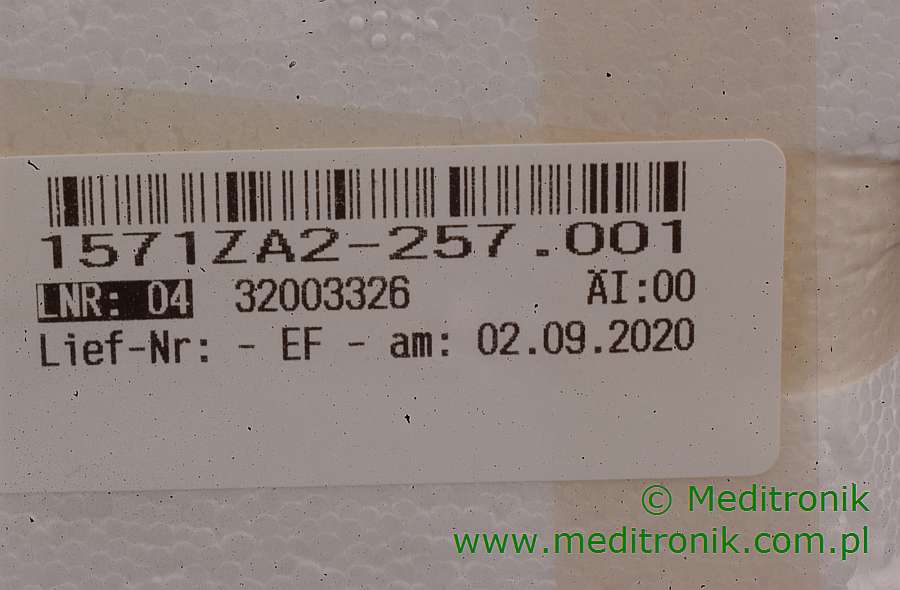 1571ZA2-257.001
LNR: 04 32003326 ÄI:00
Lief-Nr: - EF - am: 02.09.2020
© Meditronik
www.meditronik.com.pl